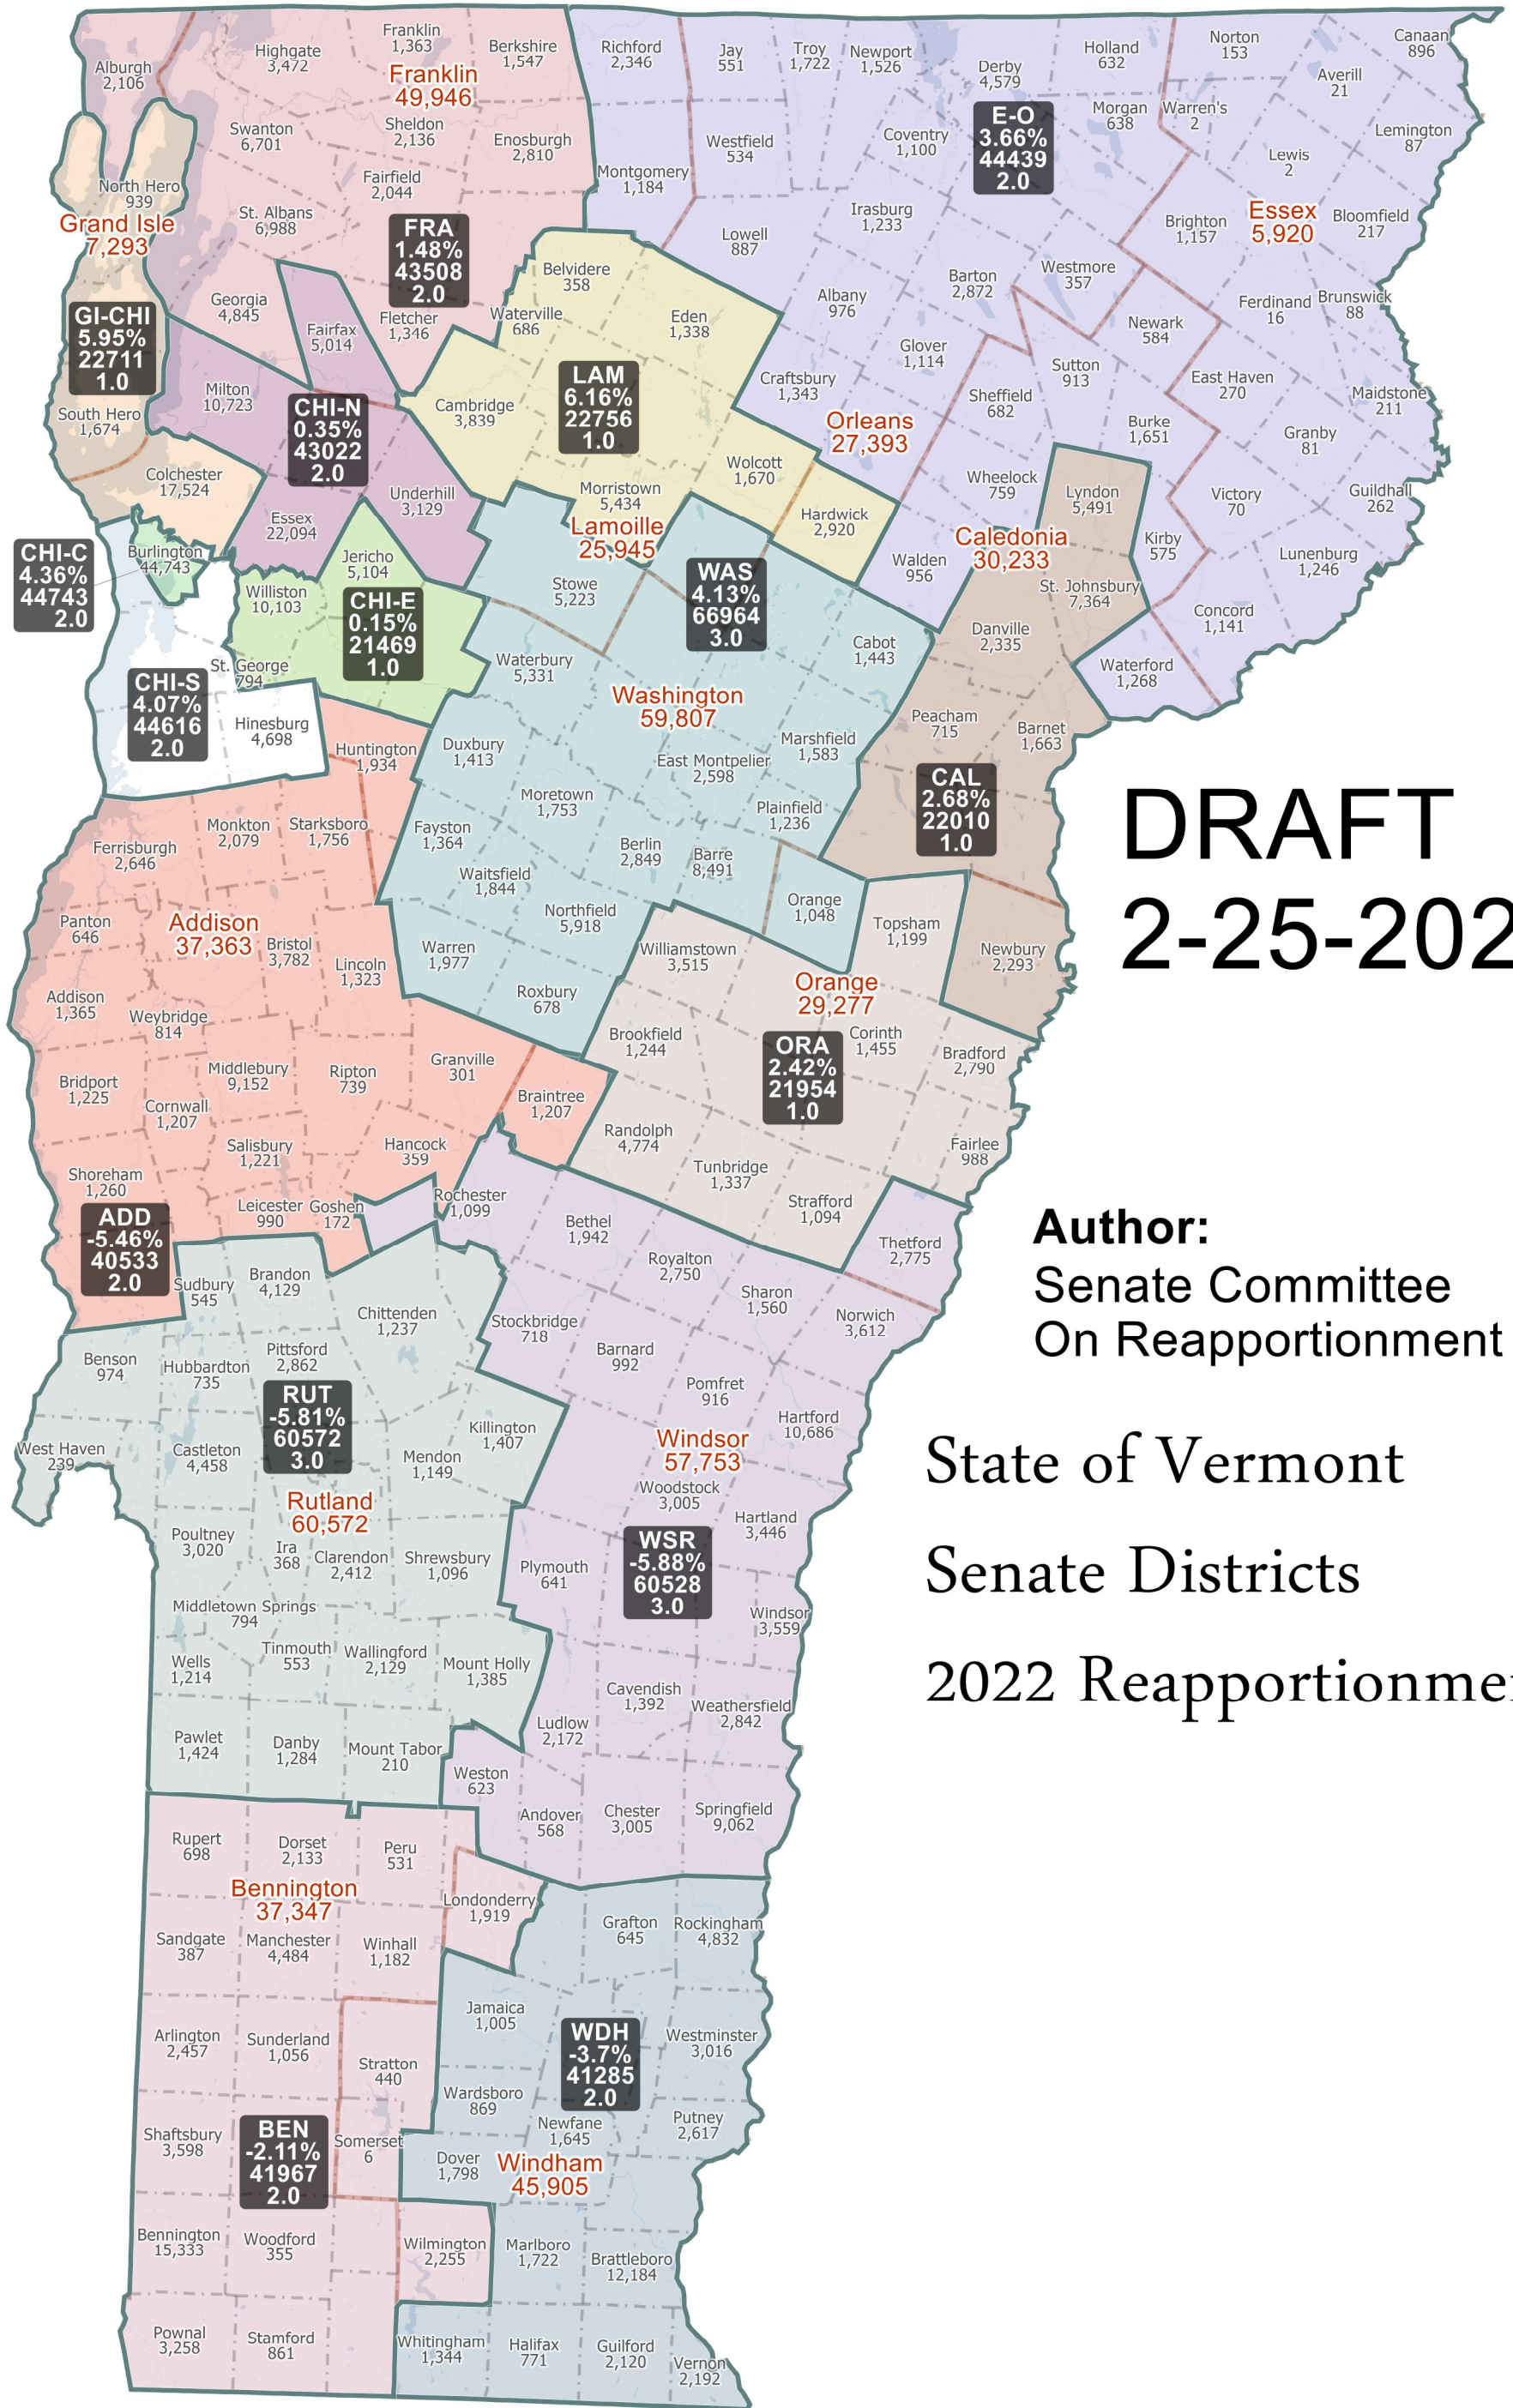 Alburgh
2,106
Highgate
3,472
Franklin
1,363
Berkshire
1,547
Franklin
49,946
Richford
2,346
Jay
551
Troy
1,722
Newport
1,526
Derby
4,579
Holland
632
Norton
153
Canaan
896
Averill
21
Swanton
6,701
Sheldon
2,136
Enosburgh
2,810
Westfield
534
Coventry
1,100
E-O
3.66%
44439
2.0
Morgan
638
Warren's
2
Lemington
87
Lewis
2
North Hero
939
Fairfield
2,044
Montgomery
1,184
Grand Isle
7,293
St. Albans
6,988
FRA
1.48%
43508
2.0
Lowell
887
Irasburg
1,233
Brighton
1,157
Essex
5,920
Bloomfield
217
Belvidere
358
Barton
2,872
Westmore
357
GI-CHI
5.95%
22711
1.0
Georgia
4,845
Fairfax
5,014
Fletcher
1,346
Waterville
686
Eden
1,338
Albany
976
Newark
584
Ferdinand
16
Brunswick
88
Glover
1,114
Sutton
913
Milton
10,723
LAM
6.16%
22756
1.0
Craftsbury
1,343
East Haven
270
Maidstone
211
South Hero
1,674
CHI-N
0.35%
43022
2.0
Cambridge
3,839
Orleans
27,393
Sheffield
682
Burke
1,651
Granby
81
Colchester
17,524
Underhill
3,129
Wolcott
1,670
Wheelock
759
Lyndon
5,491
Victory
70
Guildhall
262
Essex
22,094
Morristown
5,434
Lamoille
25,945
Hardwick
2,920
Caledonia
30,233
Kirby
575
CHI-C
4.36%
44743
2.0
Burlington
44,743
Jericho
5,104
Walden
956
Lunenburg
1,246
Williston
10,103
CHI-E
0.15%
21469
1.0
Stowe
5,223
WAS
4.13%
66964
3.0
St. Johnsbury
7,364
Concord
1,141
Danville
2,335
Cabot
1,443
St. George
794
Waterbury
5,331
Waterford
1,268
CHI-S
4.07%
44616
2.0
Hinesburg
4,698
Washington
59,807
Peacham
715
Barnet
1,663
Huntington
1,934
Duxbury
1,413
East Montpelier
2,598
Marshfield
1,583
Moretown
1,753
Plainfield
1,236
CAL
2.68%
22010
1.0
DRAFT
2-25-202
Ferrisburgh
2,646
Monkton
2,079
Starksboro
1,756
Fayston
1,364
Berlin
2,849
Barre
8,491
Waitsfield
1,844
Orange
1,048
Panton
646
Addison
37,363
Bristol
3,782
Northfield
5,918
Topsham
1,199
Lincoln
1,323
Warren
1,977
Williamstown
3,515
Newbury
2,293
Addison
1,365
Weybridge
814
Roxbury
678
Orange
29,277
Brookfield
1,244
ORA
2.42%
21954
1.0
Corinth
1,455
Bradford
2,790
Bridport
1,225
Middlebury
9,152
Ripton
739
Granville
301
Cornwall
1,207
Braintree
1,207
Salisbury
1,221
Hancock
359
Randolph
4,774
Tunbridge
1,337
Fairlee
988
Shoreham
1,260
Leicester
990
Goshen
172
Rochester
1,099
Strafford
1,094
ADD
-5.46%
40533
2.0
Bethel
1,942
Thetford
2,775
Author:
Senate Committee
On Reapportionment
Sudbury
545
Brandon
4,129
Royalton
2,750
Sharon
1,560
Norwich
3,612
Chittenden
1,237
Stockbridge
718
Benson
974
Hubbardton
735
Pittsford
2,862
Barnard
992
Pomfret
916
RUT
-5.81%
60572
3.0
Killington
1,407
Hartford
10,686
West Haven
239
Castleton
4,458
Mendon
1,149
Windsor
57,753
State of Vermont
Woodstock
3,005
Rutland
60,572
Hartland
3,446
Poultney
3,020
Ira
368
Clarendon
2,412
Shrewsbury
1,096
Plymouth
641
WSR
-5.88%
60528
3.0
Senate Districts
Middletown Springs
794
Windsor
3,559
Wells
1,214
Tinmouth
553
Wallingford
2,129
Mount Holly
1,385
2022 Reapportionme
Cavendish
1,392
Weathersfield
2,842
Pawlet
1,424
Danby
1,284
Mount Tabor
210
Ludlow
2,172
Weston
623
Andover
568
Chester
3,005
Springfield
9,062
Rupert
698
Dorset
2,133
Peru
531
Bennington
37,347
Londonderry
1,919
Grafton
645
Rockingham
4,832
Sandgate
387
Manchester
4,484
Winhall
1,182
Jamaica
1,005
WDH
-3.7%
41285
2.0
Westminster
3,016
Arlington
2,457
Sunderland
1,056
Stratton
440
Wardsboro
869
Shaftsbury
3,598
BEN
-2.11%
41967
2.0
Somerset
6
Newfane
1,645
Putney
2,617
Dover
1,798
Windham
45,905
Bennington
15,333
Woodford
355
Wilmington
2,255
Marlboro
1,722
Brattleboro
12,184
Pownal
3,258
Stamford
861
Whitingham
1,344
Halifax
771
Guilford
2,120
Vernon
2,192